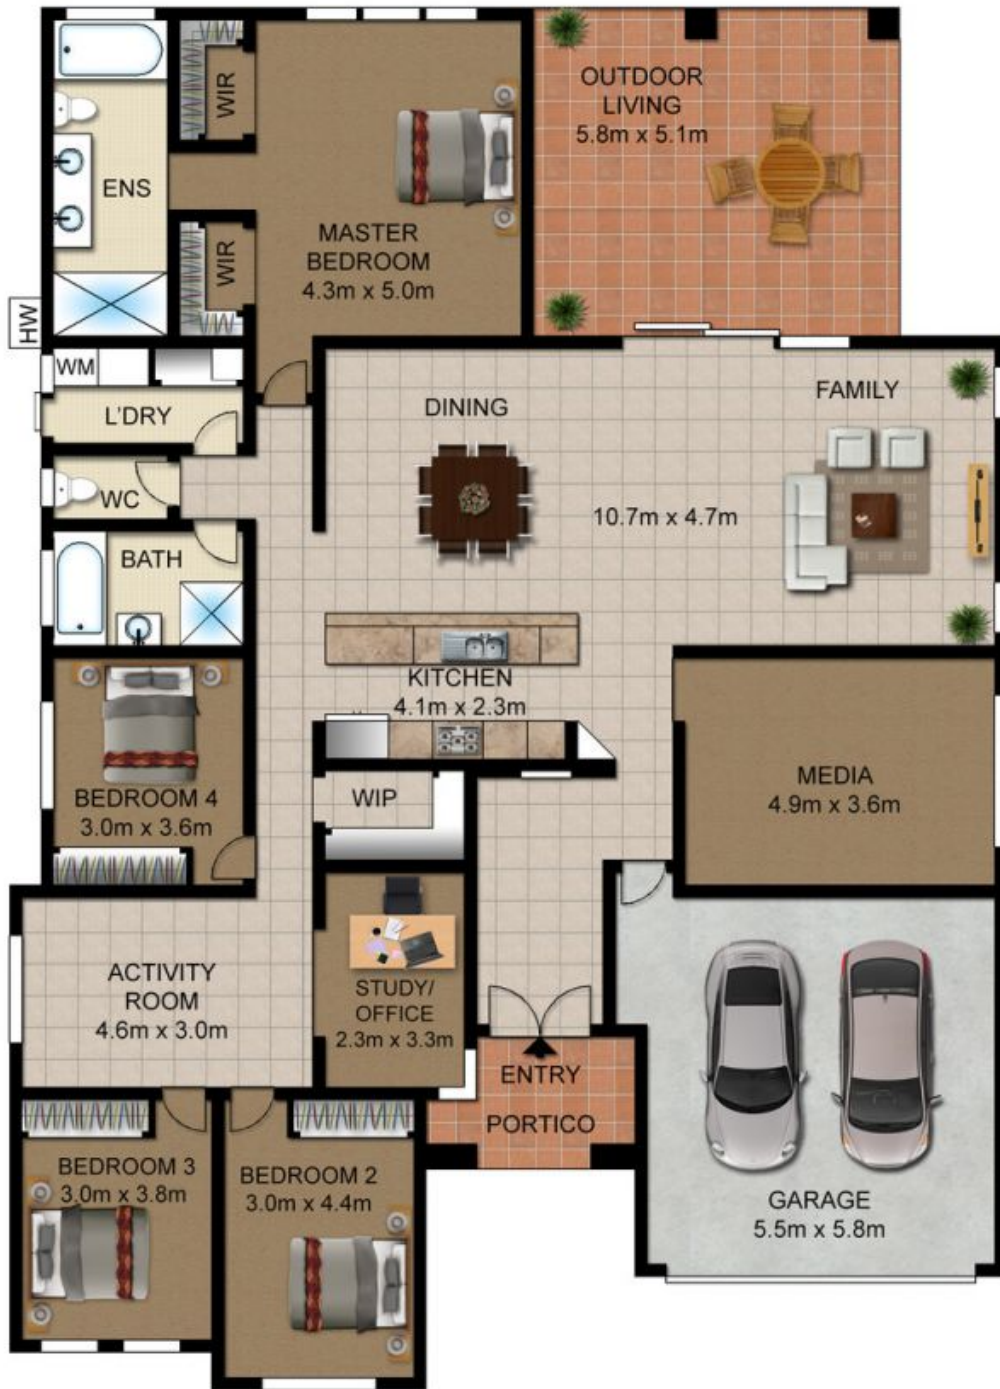 WIR
OUTDOOR
LIVING
5.8m x 5.1m
ENS
MASTER
BEDROOM
4.3m x 5.0m
WIR
HW
WM
L'DRY
DINING
FAMILY
WC
10.7m x 4.7m
BATH
KITCHEN
4.1m x 2.3m
BEDROOM 4
3.0m x 3.6m
WIP
MEDIA
4.9m x 3.6m
ACTIVITY
ROOM
4.6m x 3.0m
STUDY/
OFFICE
2.3m x 3.3m
ENTRY
PORTICO
BEDROOM 3
3.0m x 3.8m
BEDROOM 2
3.0m x 4.4m
GARAGE
5.5m x 5.8m